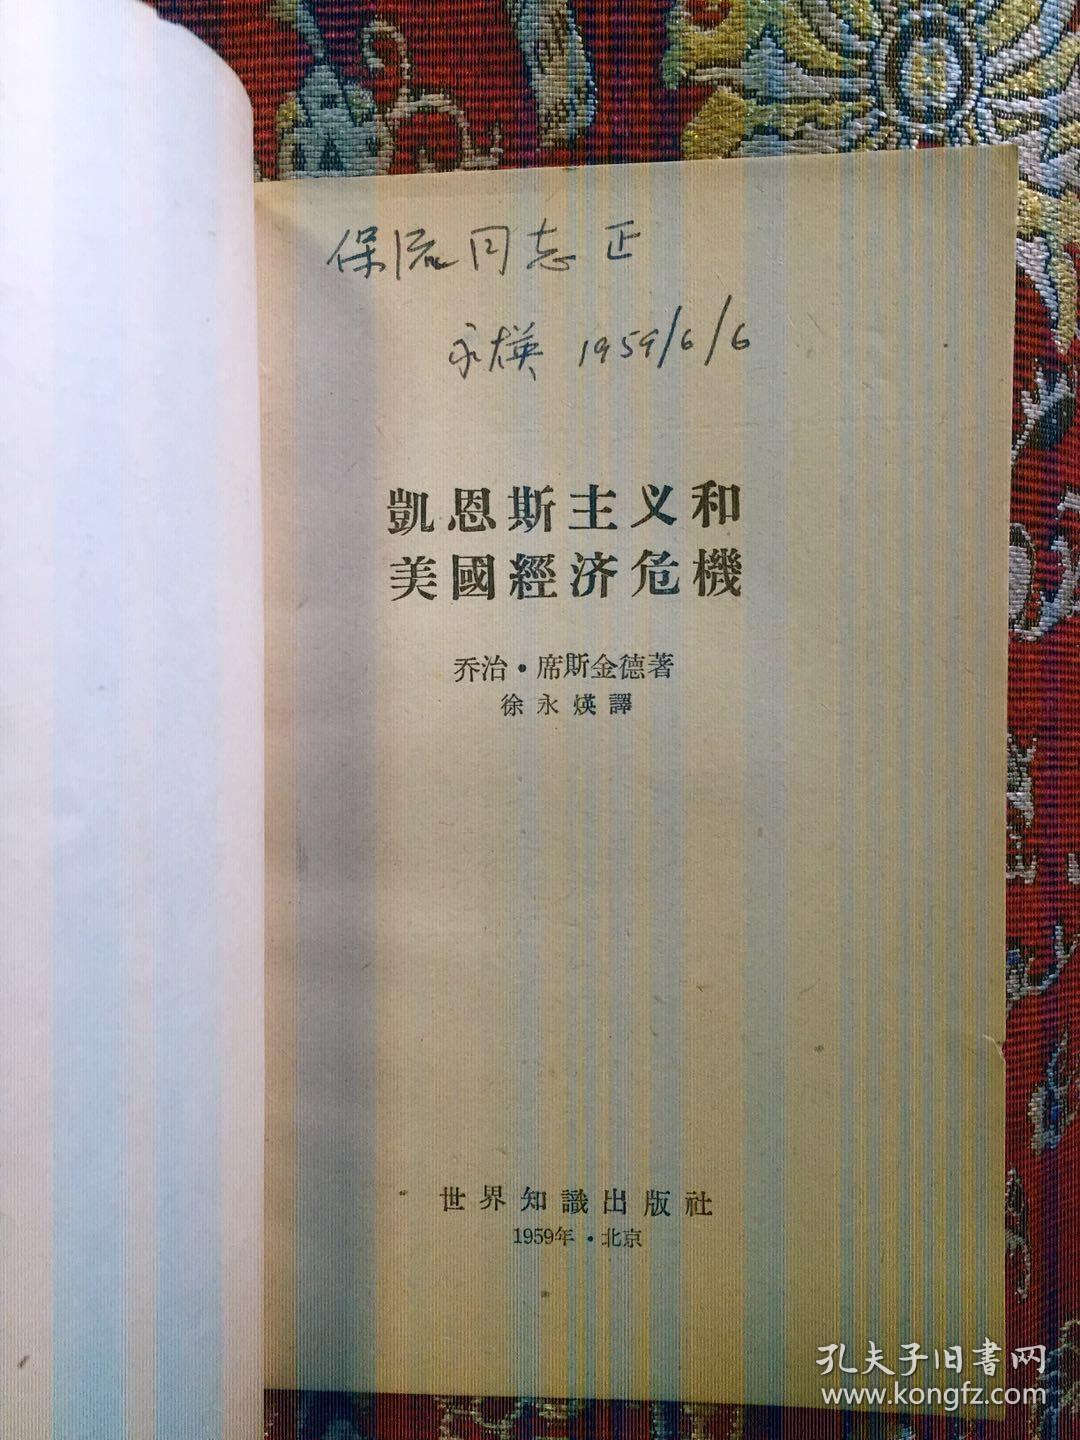 保流同志正
永煐 1959/6/6
凱恩斯主义和
美國經济危機
乔治·席斯金德著
徐永煐譯
世界知識出版社
1959年·北京
孔夫子旧書网
www.kongfz.com